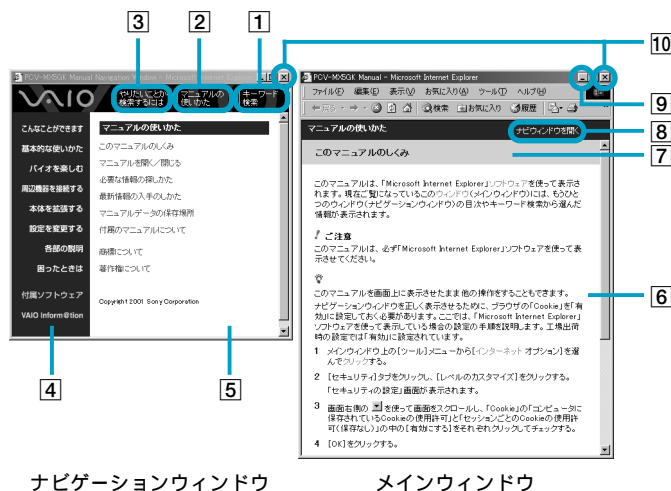 3
2
1
10
PCV-MXSGK Manual Navigation Window - Microsoft Internet Explorer
VAIO
やりたいことから
検索するには
マニュアルの
使いかた
キーワード
検索
こんなことができます
基本的な使いかた
バイオを楽しむ
周辺機器を接続する
本体を拡張する
設定を変更する
各部の説明
困ったときは
付属ソフトウェア
VAIO Inform@tion
マニュアルの使いかた
このマニュアルのしくみ
マニュアルを開く／閉じる
必要な情報の探しかた
最新情報の入手のしかた
マニュアルデータの保存場所
付属のマニュアルについて
商標について
著作権について
Copyright 2001 Sony Corporation
4
5
ナビゲーションウィンドウ
PCV-MXSGK Manual - Microsoft Internet Explorer
ファイル(F) 編集(E) 表示(V) お気に入り(A) ツール(T) ヘルプ(H)
戻る 検索 お気に入り 履歴
9
マニュアルの使いかた
ナビウィンドウを開く
8
このマニュアルのしくみ
7
このマニュアルは、「Microsoft Internet Explorer」ソフトウェアを使って表示さ
れます。現在ご覧になっているこのウィンドウ(メインウィンドウ)には、もうひと
つのウィンドウ(ナビゲーションウィンドウ)の目次やキーワード検索から選んだ
情報が表示されます。
! ご注意
このマニュアルは、必ず「Microsoft Internet Explorer」ソフトウェアを使って表
示させてください。
このマニュアルを画面上に表示させたまま他の操作をすることもできます。
6
ナビゲーションウィンドウを正しく表示させるために、ブラウザの「Cookie」を「有
効」に設定しておく必要があります。ここでは、「Microsoft Internet Explorer」
ソフトウェアを使って表示している場合の設定の手順を説明します。工場出荷
時の設定では「有効」に設定されています。
1 メインウィンドウ上の[ツール]メニューから[インターネット オプション]を選
んでクリックする。
2 [セキュリティ]タブをクリックし、[レベルのカスタマイズ]をクリックする。
「セキュリティの設定」画面が表示されます。
3 画面右側の を使って画面をスクロールし、「Cookie」の「コンピュータに
保存されているCookieの使用許可」と「セッションごとのCookieの使用許
可(保存なし)」の中の[有効にする]をそれぞれクリックしてチェックする。
4 [OK]をクリックする。
メインウィンドウ